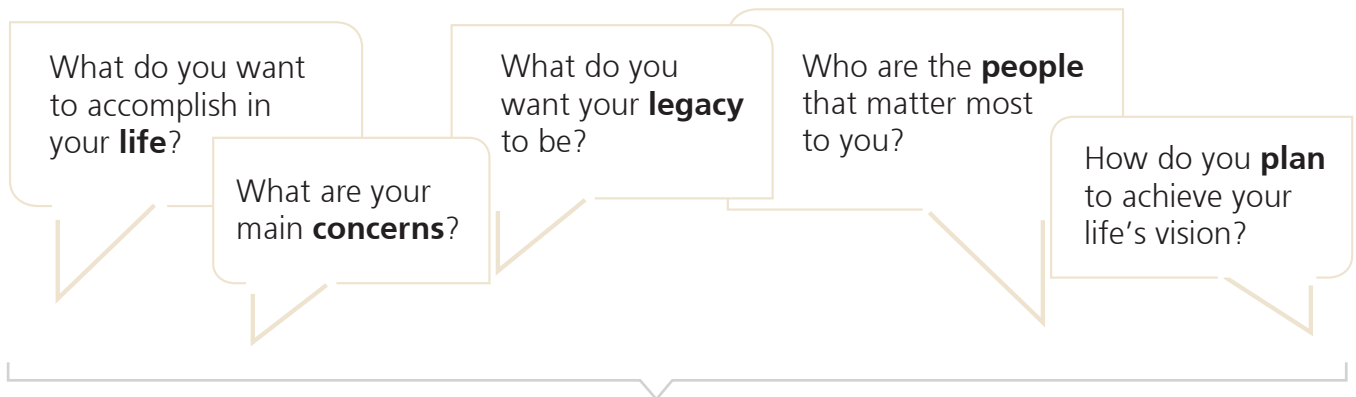 What do you want
to accomplish in
your life?
What are your
main concerns?
What do you
want your legacy
to be?
Who are the people
that matter most
to you?
How do you plan
to achieve your
life's vision?